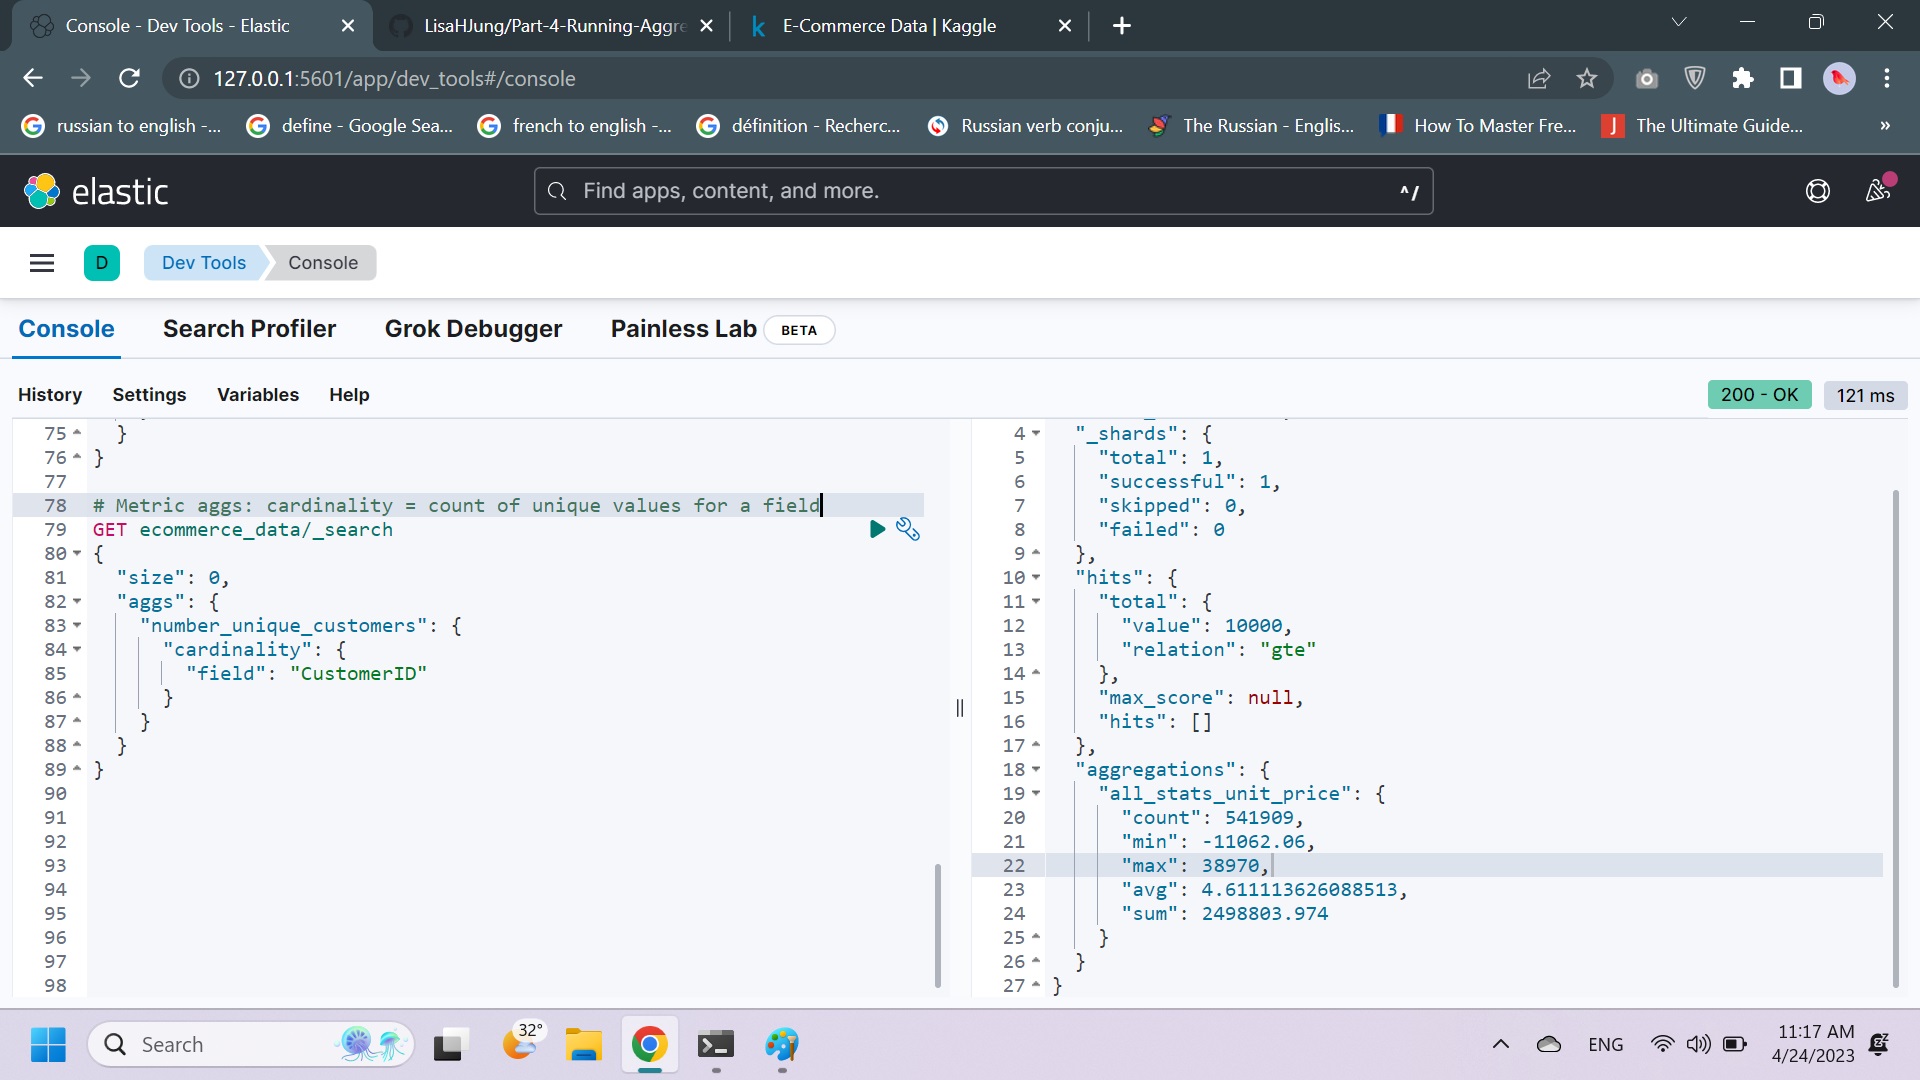 Console - Dev Tools - Elastic
LisaHJung/Part-4-Running-Aggre
E-Commerce Data | Kaggle
127.0.0.1:5601/app/dev_tools#/console
russian to english -...
define - Google Sea...
french to english -...
définition - Recherc...
Russian verb conju...
The Russian - Englis...
How To Master Fre...
J The Ultimate Guide...
»
elastic
Find apps, content, and more.
^/
D Dev Tools Console
Console Search Profiler Grok Debugger Painless Lab BETA
History Settings Variables Help
200 - OK 121 ms
75 }
76 }
77
78 # Metric aggs: cardinality = count of unique values for a field
79 GET ecommerce_data/_search
80 {
81 "size": 0,
82 "aggs": {
83 "number_unique_customers": {
84 "cardinality": {
85 "field": "CustomerID"
86 }
87 }
88 }
89 }
90
91
92
93
94
95
96
97
98
4 "_shards": {
5 "total": 1,
6 "successful": 1,
7 "skipped": 0,
8 "failed": 0
9 },
10 "hits": {
11 "total": {
12 "value": 10000,
13 "relation": "gte"
14 },
15 "max_score": null,
16 "hits": []
17 },
18 "aggregations": {
19 "all_stats_unit_price": {
20 "count": 541909,
21 "min": -11062.06,
22 "max": 38970,
23 "avg": 4.611113626088513,
24 "sum": 2498803.974
25 }
26 }
27 }
Search
32°
ENG
11:17 AM
4/24/2023